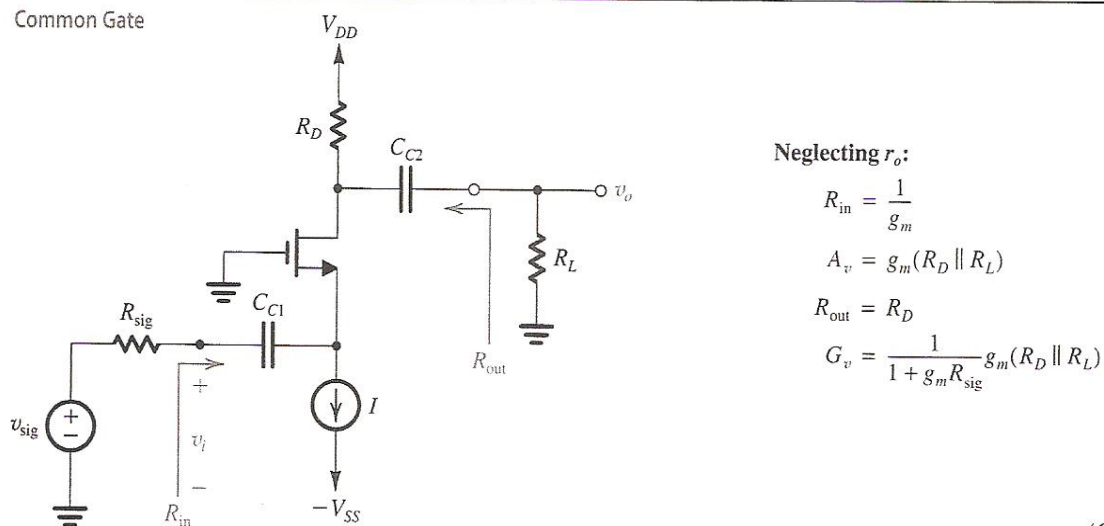 Common Gate
V_DD
R_D
C_C2
v_o
R_L
R_out
C_C1
R_sig
+
v_i
−
R_in
+
−
v_sig
I
−V_SS
Neglecting r_o:
R_in = 1/g_m
A_v = g_m(R_D || R_L)
R_out = R_D
G_v = 1/(1 + g_m R_sig) g_m(R_D || R_L)